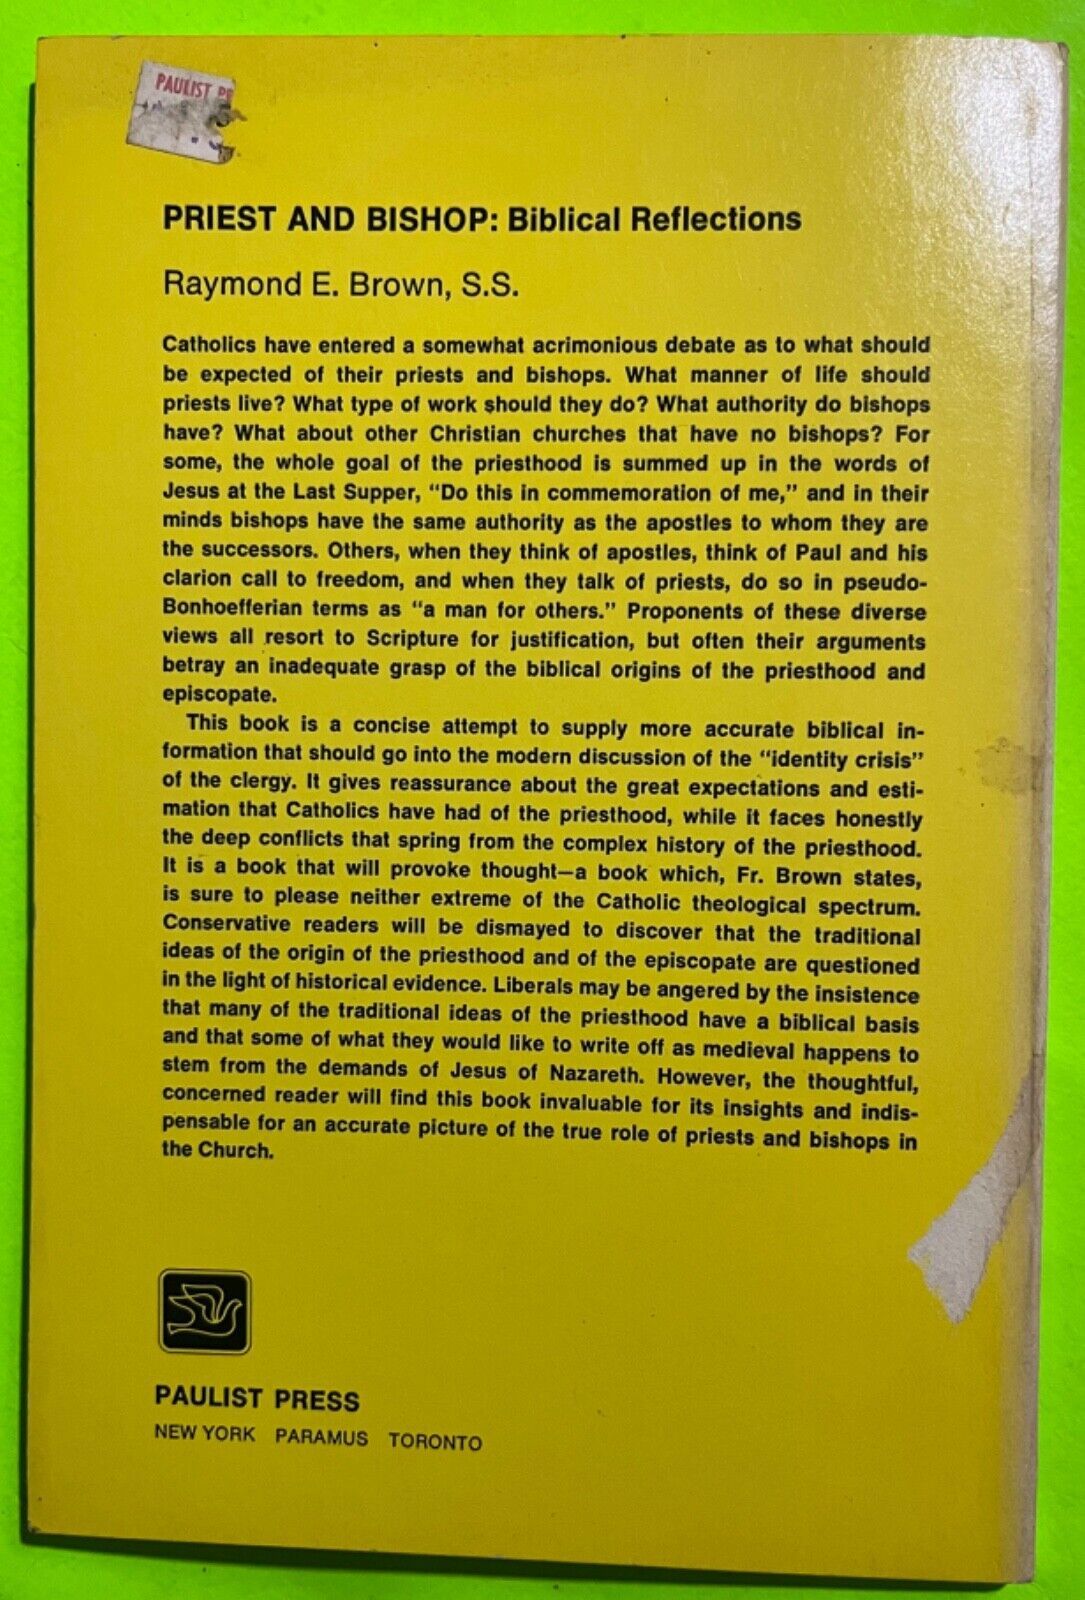 PAULIST
PRIEST AND BISHOP: Biblical Reflections
Raymond E. Brown, S.S.
Catholics have entered a somewhat acrimonious debate as to what should
be expected of their priests and bishops. What manner of life should
priests live? What type of work should they do? What authority do bishops
have? What about other Christian churches that have no bishops? For
some, the whole goal of the priesthood is summed up in the words of
Jesus at the Last Supper, “Do this in commemoration of me,” and in their
minds bishops have the same authority as the apostles to whom they are
the successors. Others, when they think of apostles, think of Paul and his
clarion call to freedom, and when they talk of priests, do so in pseudo-
Bonhoefferian terms as “a man for others.” Proponents of these diverse
views all resort to Scripture for justification, but often their arguments
betray an inadequate grasp of the biblical origins of the priesthood and
episcopate.
This book is a concise attempt to supply more accurate biblical in-
formation that should go into the modern discussion of the “identity crisis”
of the clergy. It gives reassurance about the great expectations and esti-
mation that Catholics have had of the priesthood, while it faces honestly
the deep conflicts that spring from the complex history of the priesthood.
It is a book that will provoke thought—a book which, Fr. Brown states,
is sure to please neither extreme of the Catholic theological spectrum.
Conservative readers will be dismayed to discover that the traditional
ideas of the origin of the priesthood and of the episcopate are questioned
in the light of historical evidence. Liberals may be angered by the insistence
that many of the traditional ideas of the priesthood have a biblical basis
and that some of what they would like to write off as medieval happens to
stem from the demands of Jesus of Nazareth. However, the thoughtful,
concerned reader will find this book invaluable for its insights and indis-
pensable for an accurate picture of the true role of priests and bishops in
the Church.
PAULIST PRESS
NEW YORK PARAMUS TORONTO